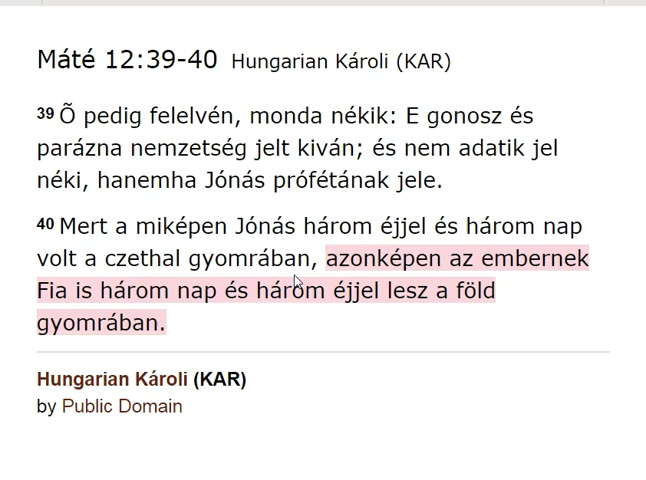 Máté 12:39-40 Hungarian Károli (KAR)
39 Õ pedig felelvén, monda nékik: E gonosz és
parázna nemzetség jelt kiván; és nem adatik jel
néki, hanemha Jónás prófétának jele.
40 Mert a miképen Jónás három éjjel és három nap
volt a czethal gyomrában, azonképen az embernek
Fia is három nap és három éjjel lesz a föld
gyomrában.
Hungarian Károli (KAR)
by Public Domain